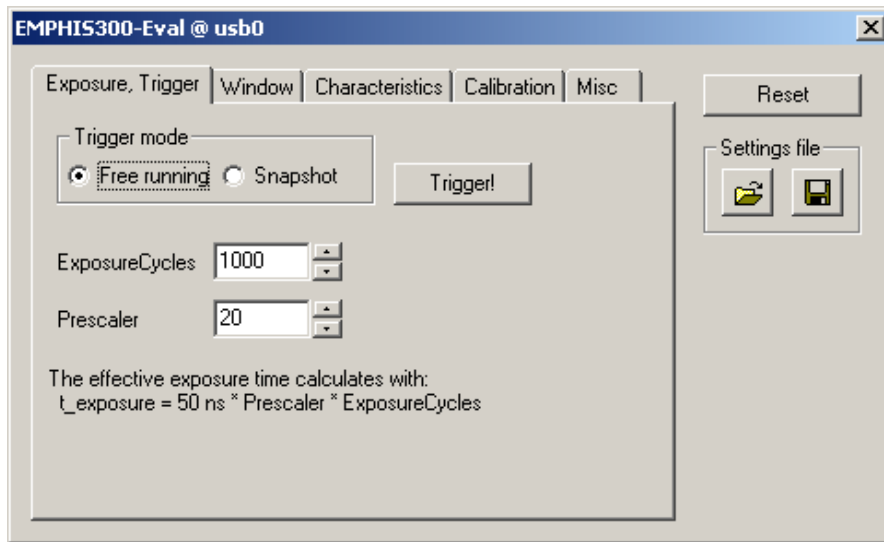 EMPHIS300-Eval @ usb0
Exposure, Trigger Window Characteristics Calibration Misc
Reset
Trigger mode
Free running Snapshot
Trigger!
Settings file
ExposureCycles 1000
Prescaler 20
The effective exposure time calculates with:
t_exposure = 50 ns * Prescaler * ExposureCycles